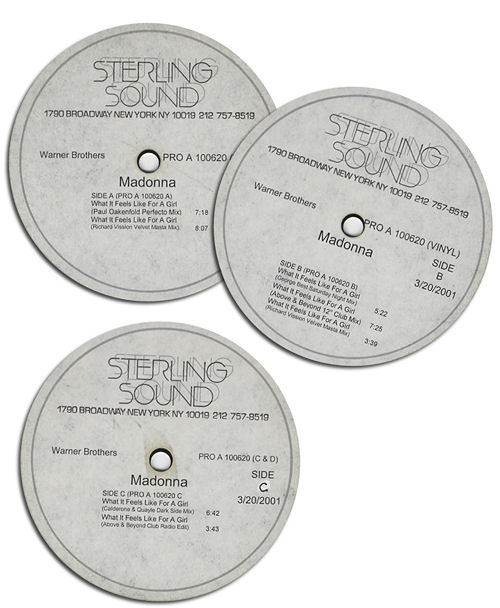 STERLING
SOUND
1790 BROADWAY NEW YORK NY 10019 212 757-8519
Warner Brothers
PRO A 100620
Madonna
SIDE A (PRO A 100620 A)
What It Feels Like For A Girl
(Paul Oakenfold Perfecto Mix) 7:18
What It Feels Like For A Girl
(Richard Vission Velvet Masta Mix) 8:07
STERLING
SOUND
1790 BROADWAY NEW YORK NY 10019 212 757-8519
Warner Brothers
PRO A 100620 (VINYL)
Madonna
SIDE
B
3/20/2001
SIDE B (PRO A 100620 B)
What It Feels Like For A Girl
(George Best Saturday Night Mix) 5:22
What It Feels Like For A Girl
(Above & Beyond 12" Club Mix) 7:25
What It Feels Like For A Girl
(Richard Vission Velvet Masta Mix) 3:39
STERLING
SOUND
1790 BROADWAY NEW YORK NY 10019 212 757-8519
Warner Brothers
PRO A 100620 (C & D)
Madonna
SIDE
C
3/20/2001
SIDE C (PRO A 100620 C
What It Feels Like For A Girl
(Calderone & Quayle Dark Side Mix) 6:42
What It Feels Like For A Girl
(Above & Beyond Club Radio Edit) 3:43